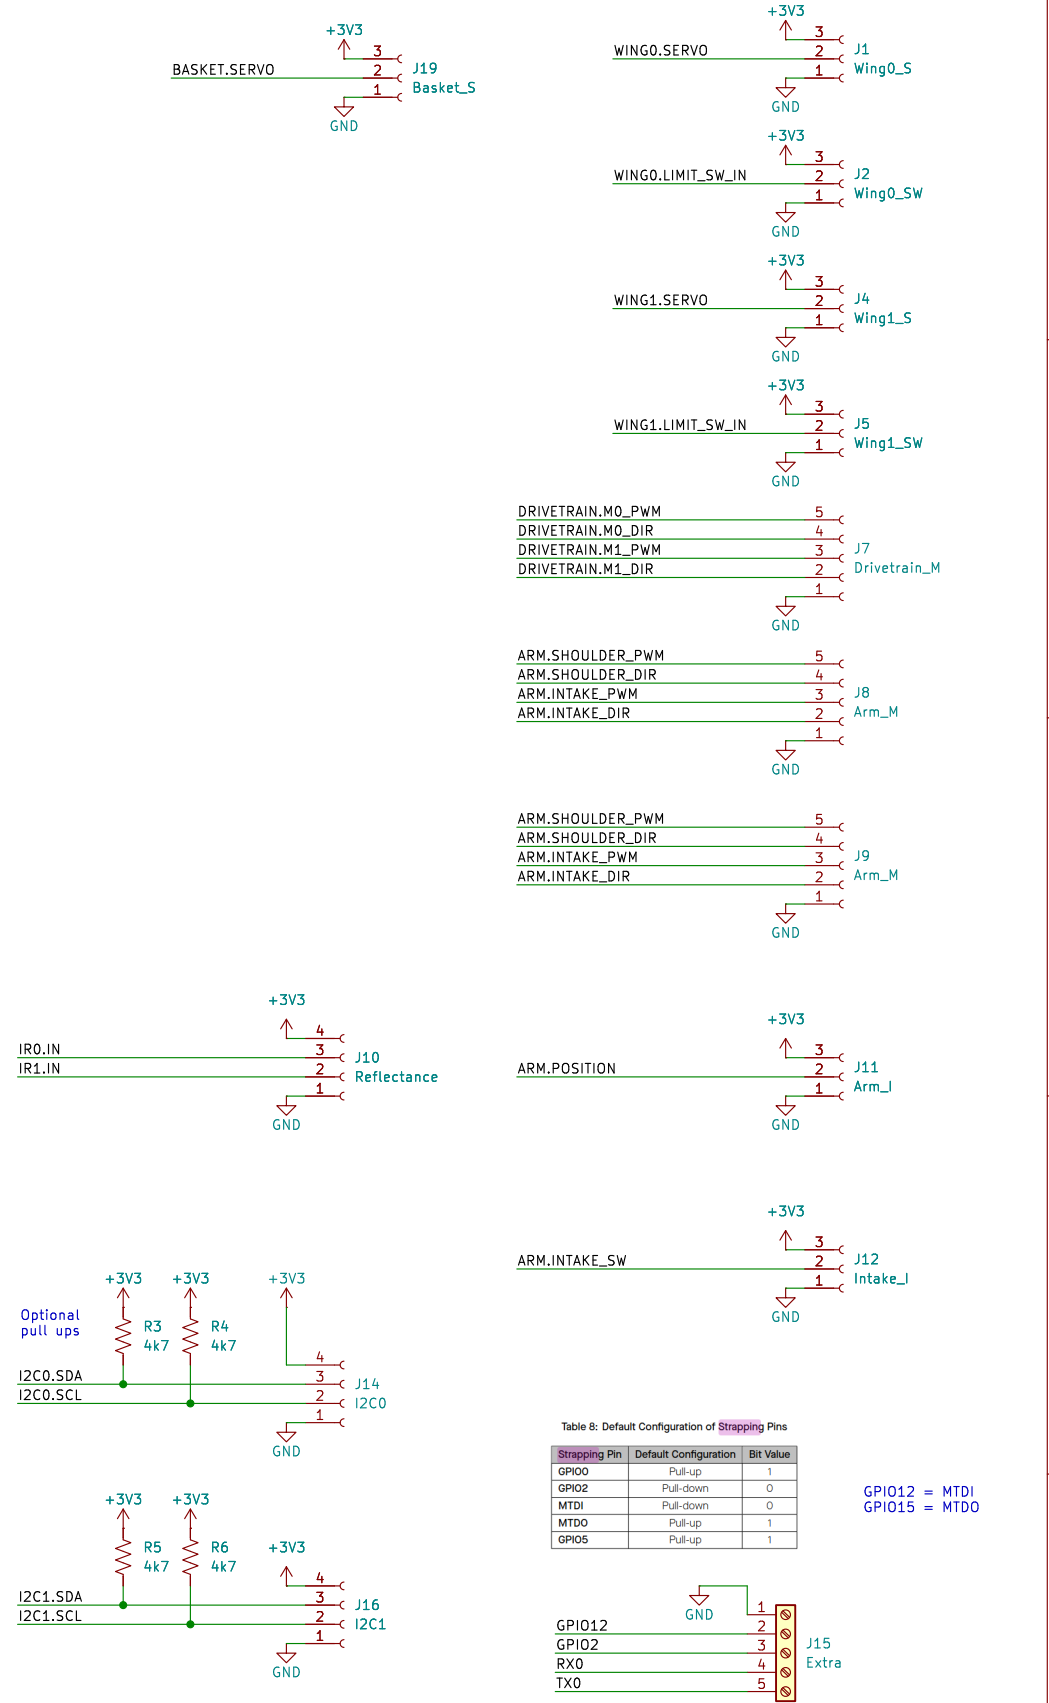 +3V3
BASKET.SERVO
3
2
1
J19
Basket_S
GND
+3V3
WING0.SERVO
3
2
1
J1
Wing0_S
GND
+3V3
WING0.LIMIT_SW_IN
3
2
1
J2
Wing0_SW
GND
+3V3
WING1.SERVO
3
2
1
J4
Wing1_S
GND
+3V3
WING1.LIMIT_SW_IN
3
2
1
J5
Wing1_SW
GND
DRIVETRAIN.M0_PWM 5
DRIVETRAIN.M0_DIR 4
DRIVETRAIN.M1_PWM 3
DRIVETRAIN.M1_DIR 2
1
J7
Drivetrain_M
GND
ARM.SHOULDER_PWM 5
ARM.SHOULDER_DIR 4
ARM.INTAKE_PWM 3
ARM.INTAKE_DIR 2
1
J8
Arm_M
GND
ARM.SHOULDER_PWM 5
ARM.SHOULDER_DIR 4
ARM.INTAKE_PWM 3
ARM.INTAKE_DIR 2
1
J9
Arm_M
GND
+3V3
4
IR0.IN 3
IR1.IN 2
1
J10
Reflectance
GND
+3V3
3
ARM.POSITION 2
1
J11
Arm_I
GND
+3V3
3
ARM.INTAKE_SW 2
1
J12
Intake_I
GND
+3V3 +3V3 +3V3
Optional
pull ups
R3
4k7
R4
4k7
4
I2C0.SDA 3
I2C0.SCL 2
1
J14
I2C0
GND
Table 8: Default Configuration of Strapping Pins
Strapping Pin Default Configuration Bit Value
GPIO0 Pull-up 1
GPIO2 Pull-down 0
MTDI Pull-down 0
MTDO Pull-up 1
GPIO5 Pull-up 1
GPIO12 = MTDI
GPIO15 = MTDO
+3V3 +3V3 +3V3
R5
4k7
R6
4k7
4
I2C1.SDA 3
I2C1.SCL 2
1
J16
I2C1
GND
GND
1
GPIO12 2
GPIO2 3
RX0 4
TX0 5
J15
Extra